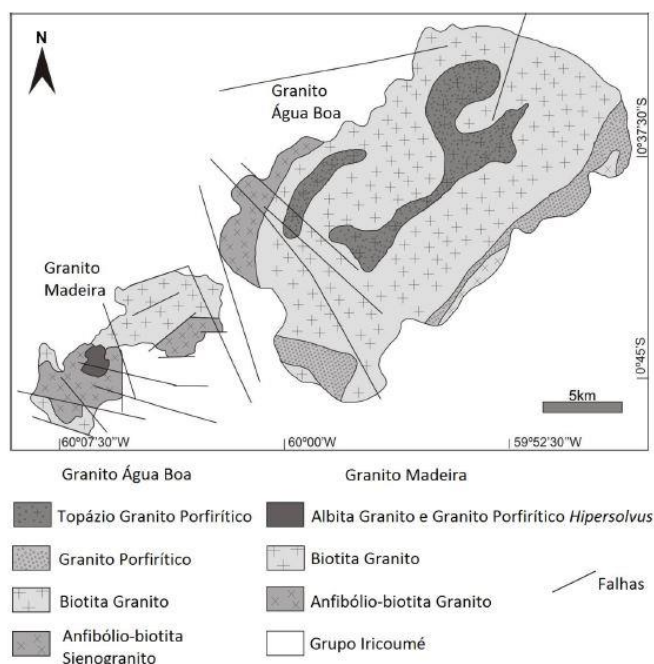 N
Granito
Água Boa
0°37'30"S
Granito
Madeira
0°45'S
5km
60°07'30"W
60°00'W
59°52'30"W
Granito Água Boa
Granito Madeira
Topázio Granito Porfirítico
Albita Granito e Granito Porfirítico Hipersolvus
Granito Porfirítico
Biotita Granito
Falhas
Biotita Granito
Anfibólio-biotita Granito
Anfibólio-biotita
Sienogranito
Grupo Iricoumé